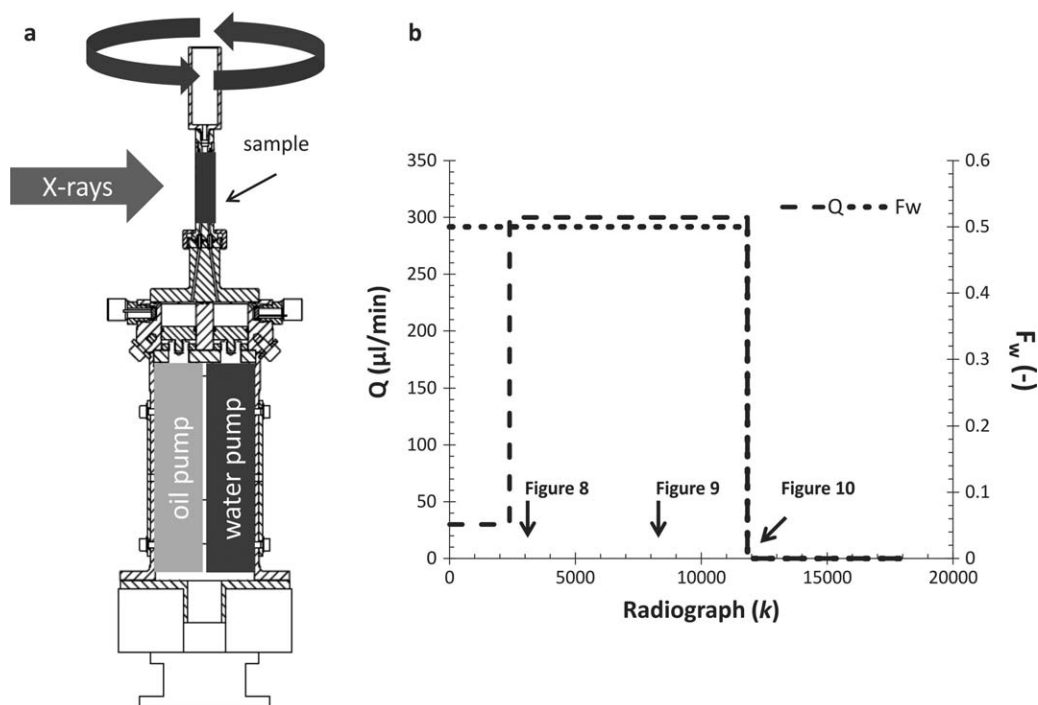 a
X-rays
sample
oil pump
water pump
b
Q (µl/min)
350
300
250
200
150
100
50
0
Q
Fw
Figure 8
Figure 9
Figure 10
0.6
0.5
0.4
0.3
0.2
0.1
0
F_w (-)
0
5000
10000
15000
20000
Radiograph (k)